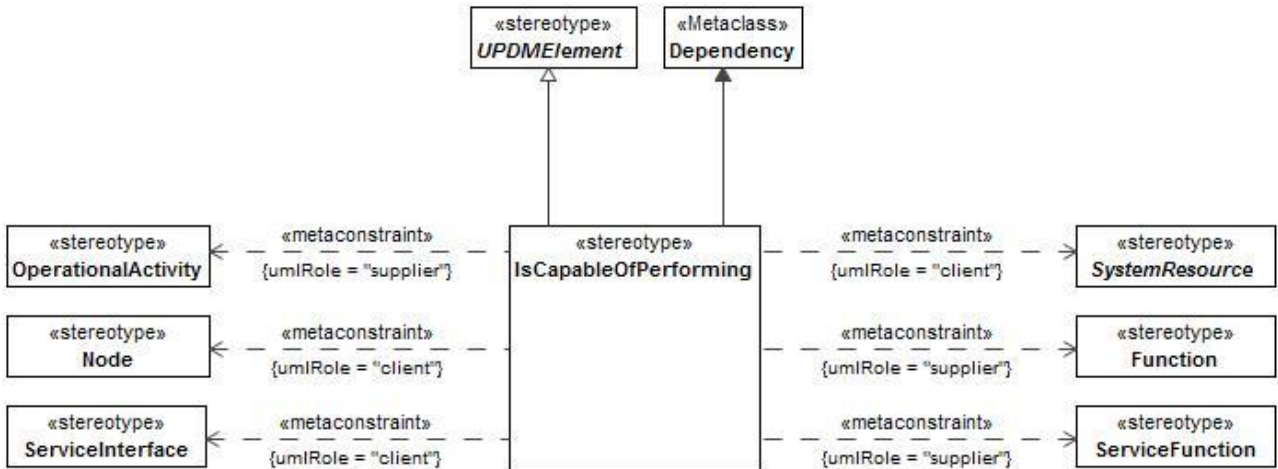 «stereotype»
UPDMElement
«Metaclass»
Dependency
«stereotype»
OperationalActivity
«metaconstraint»
{umlRole = "supplier"}
«stereotype»
IsCapableOfPerforming
«metaconstraint»
{umlRole = "client"}
«stereotype»
SystemResource
«stereotype»
Node
«metaconstraint»
{umlRole = "client"}
«metaconstraint»
{umlRole = "supplier"}
«stereotype»
Function
«stereotype»
ServiceInterface
«metaconstraint»
{umlRole = "client"}
«metaconstraint»
{umlRole = "supplier"}
«stereotype»
ServiceFunction